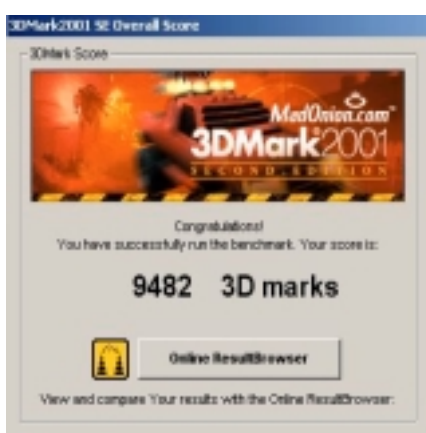 3DMark2001 SE Overall Score
3DMark Score
MadOnion.com
3DMark2001
SECOND EDITION
Congratulations!
You have successfully run the benchmark. Your score is:
9482 3D marks
Online ResultBrowser
View and compare Your results with the Online ResultBrowser: